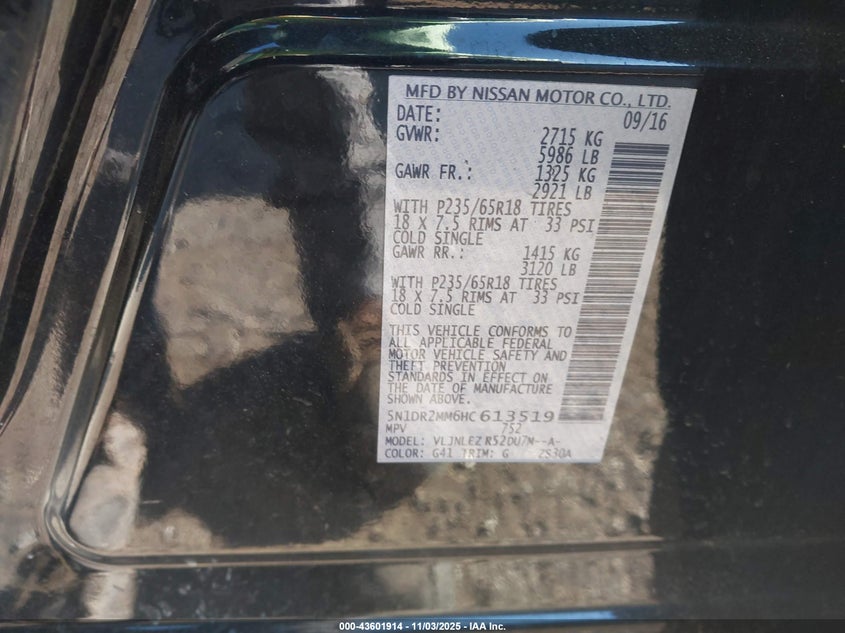 MFD BY NISSAN MOTOR CO., LTD.
DATE: 09/16
GVWR: 2715 KG
5986 LB
GAWR FR.: 1325 KG
2921 LB
WITH P235/65R18 TIRES
18 X 7.5 RIMS AT 33 PSI
COLD SINGLE
GAWR RR.: 1415 KG
3120 LB
WITH P235/65R18 TIRES
18 X 7.5 RIMS AT 33 PSI
COLD SINGLE
THIS VEHICLE CONFORMS TO
ALL APPLICABLE FEDERAL
MOTOR VEHICLE SAFETY AND
THEFT PREVENTION
STANDARDS IN EFFECT ON
THE DATE OF MANUFACTURE
SHOWN ABOVE.
5N1DR2MM6HC613519
MPV 752
MODEL: VLJNLEZ R52DU7M--A-
COLOR: G41 TRIM: G ZS30A
000-43601914 - 11/03/2025 - IAA Inc.